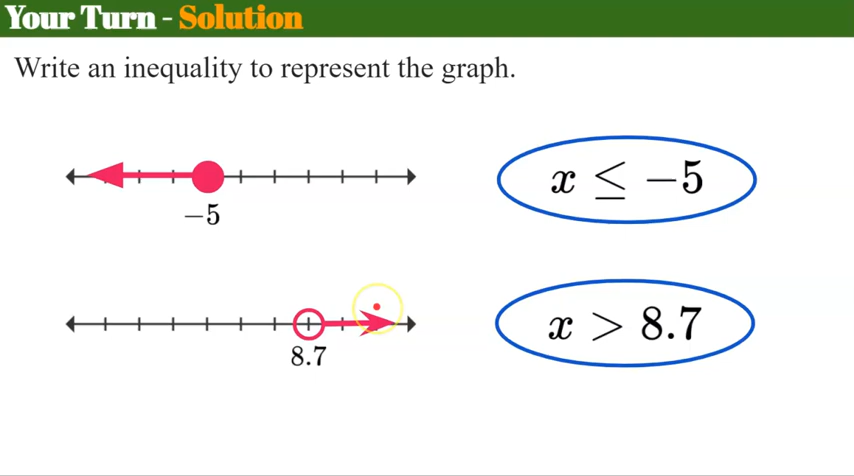 Your Turn - Solution
Write an inequality to represent the graph.
−5
x ≤ −5
8.7
x > 8.7